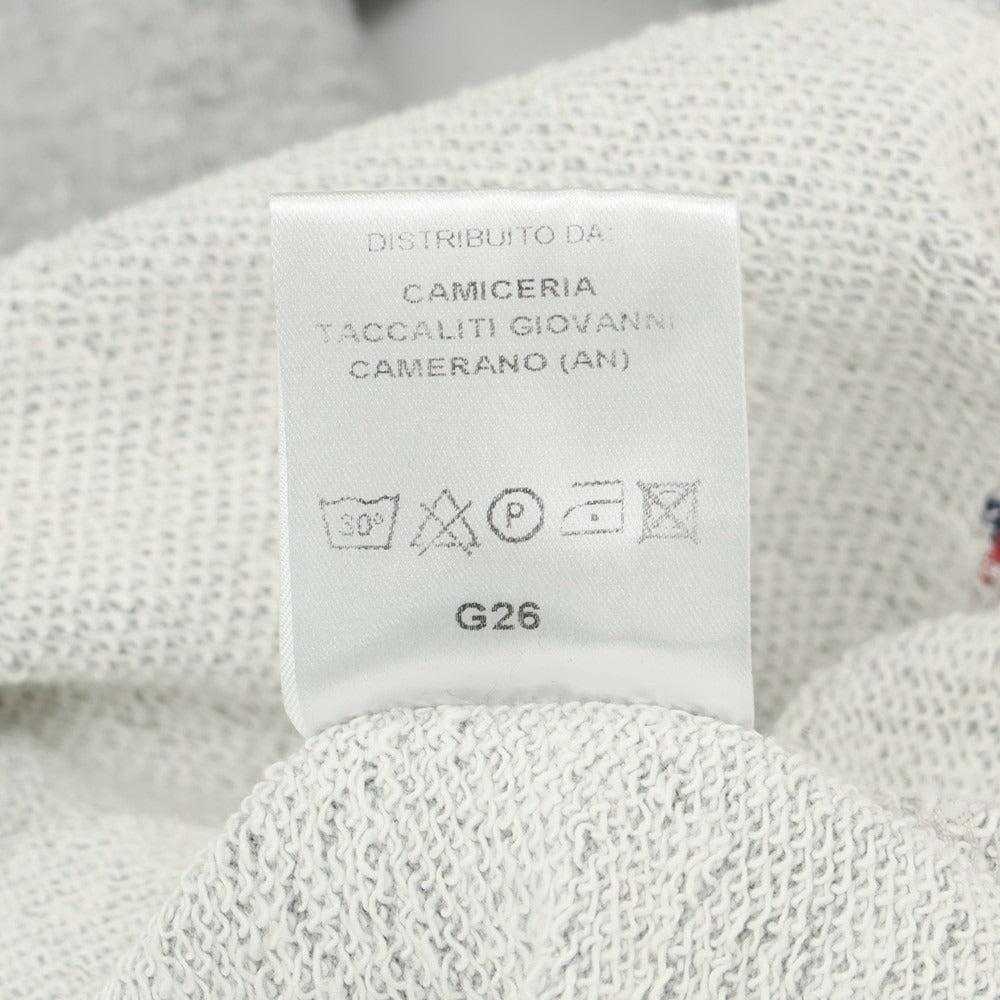 DISTRIBUITO DA:
CAMICERIA
TACCALITI GIOVANNI
CAMERANO (AN)
30° P
G26